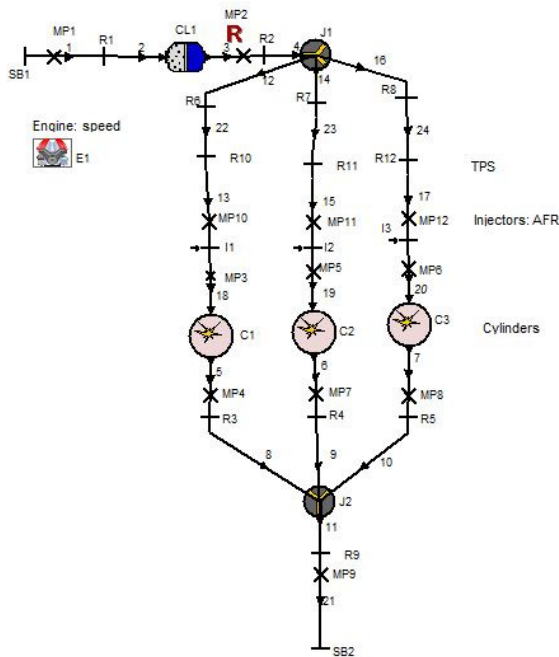 MP2
MP1 CL1 R J1
1 R1 2 3 R2 4
SB1 16
12 14
R6 R7 R8
Engine: speed 22 23 24
E1 R10 R11 R12 TPS
13 15 17
MP10 MP11 MP12 Injectors: AFR
I1 I2 I3
MP3 MP5 MP6
18 19 20
C1 C2 C3 Cylinders
5 6 7
MP4 MP7 MP8
R3 R4 R5
8 9 10
J2
11
R9
MP9
21
SB2